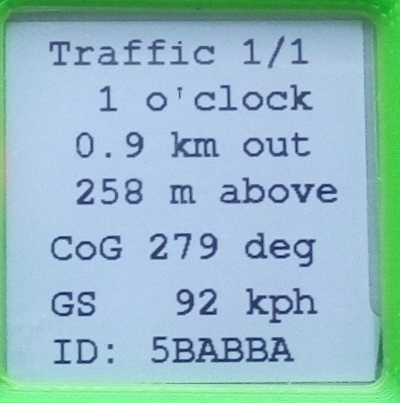 Traffic 1/1
1 o'clock
0.9 km out
258 m above
CoG 279 deg
GS 92 kph
ID: 5BABBA